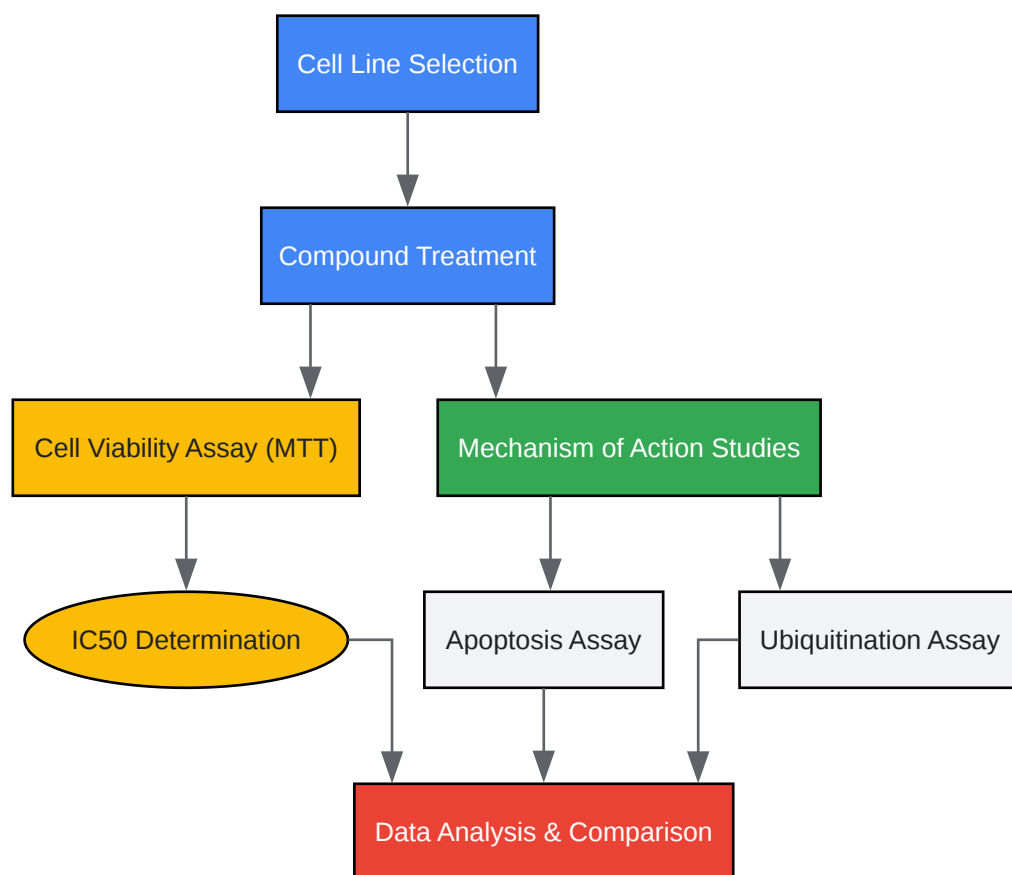 Cell Line Selection
Compound Treatment
Cell Viability Assay (MTT)
Mechanism of Action Studies
IC50 Determination
Apoptosis Assay
Ubiquitination Assay
Data Analysis & Comparison